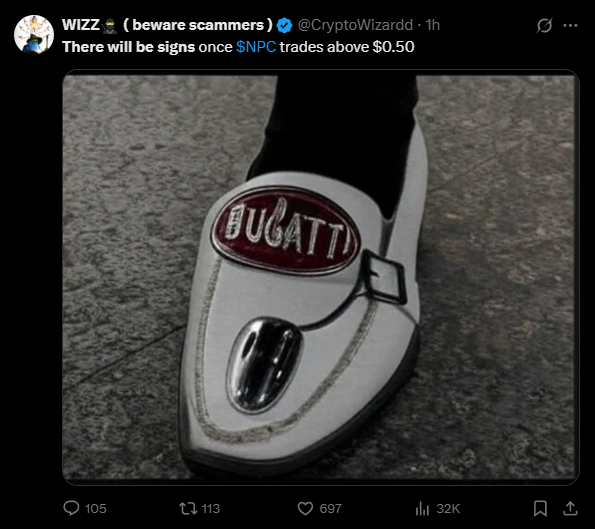 WIZZ🥷 ( beware scammers ) @CryptoWizardd · 1h
There will be signs once $NPC trades above $0.50
BUGATTI
105 113 697 32K